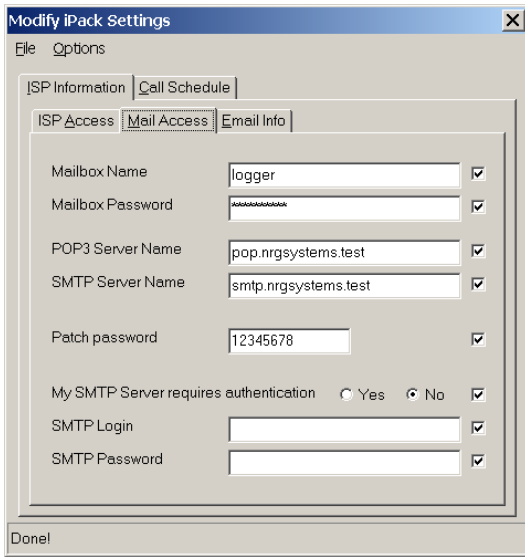 Modify iPack Settings
File Options
ISP Information Call Schedule
ISP Access Mail Access Email Info
Mailbox Name logger
Mailbox Password **********
POP3 Server Name pop.nrgsystems.test
SMTP Server Name smtp.nrgsystems.test
Patch password 12345678
My SMTP Server requires authentication Yes No
SMTP Login
SMTP Password
Done!